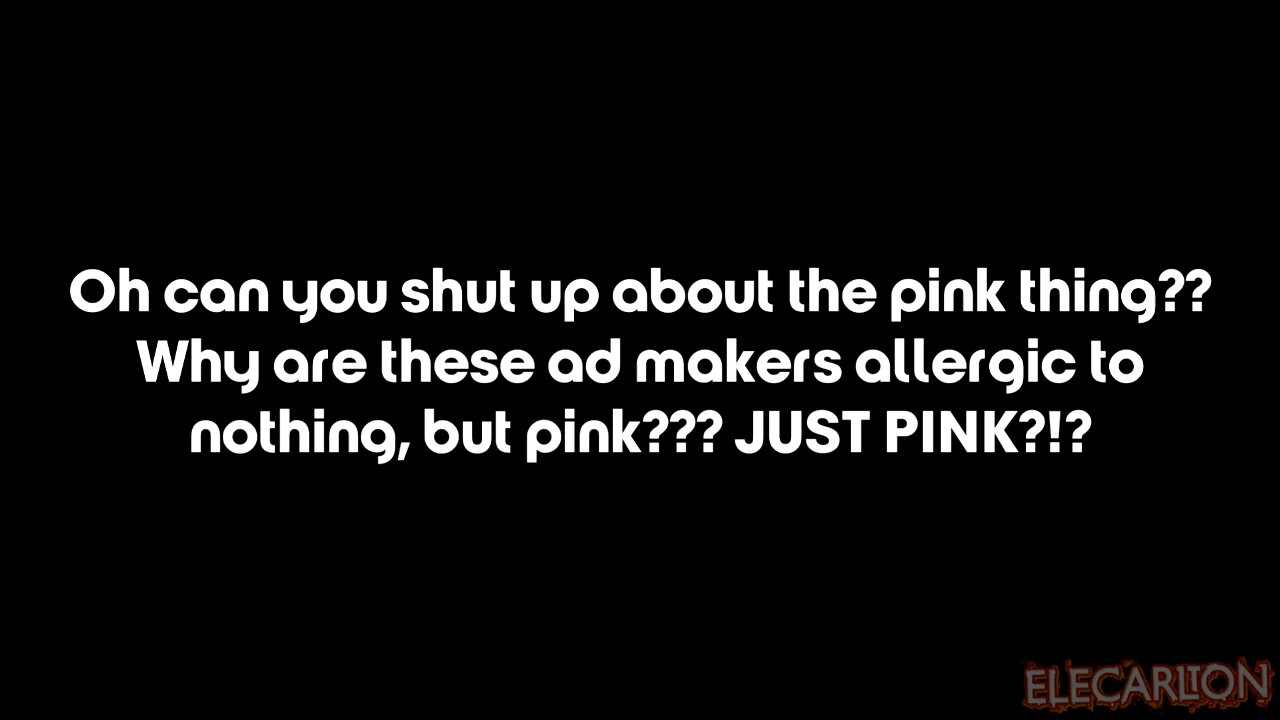 Oh can you shut up about the pink thing??
Why are these ad makers allergic to
nothing, but pink??? JUST PINK?!?
ELECARLTON